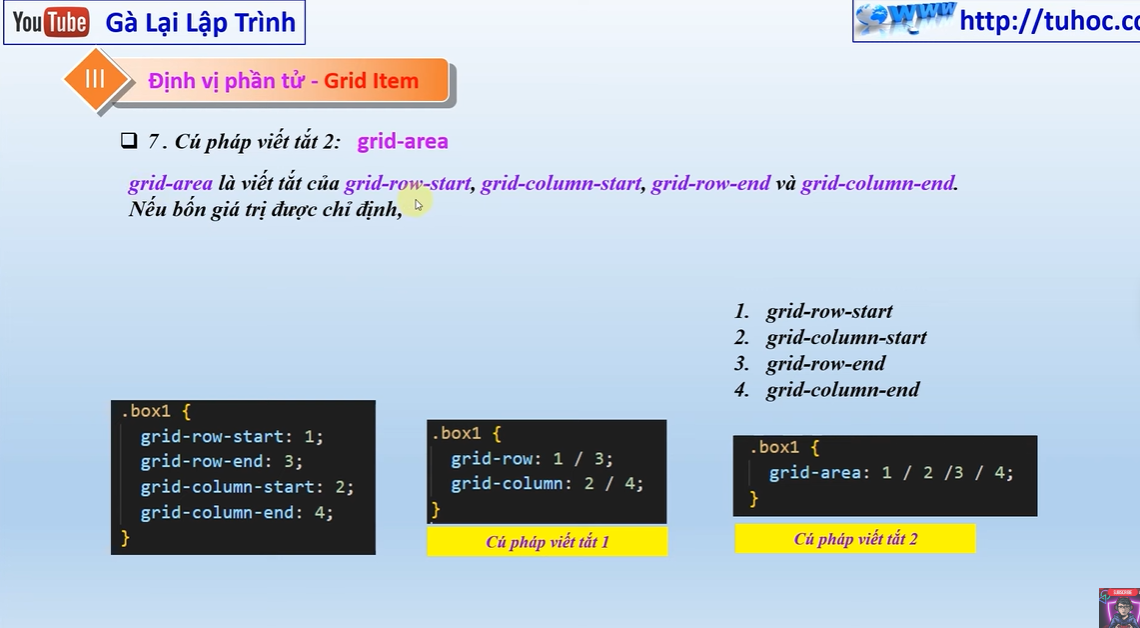 YouTube Gà Lại Lập Trình
WWW http://tuhoc.co
III Định vị phần tử - Grid Item
7 . Cú pháp viết tắt 2: grid-area
grid-area là viết tắt của grid-row-start, grid-column-start, grid-row-end và grid-column-end.
Nếu bốn giá trị được chỉ định,
1. grid-row-start
2. grid-column-start
3. grid-row-end
4. grid-column-end
.box1 {
grid-row-start: 1;
grid-row-end: 3;
grid-column-start: 2;
grid-column-end: 4;
}
.box1 {
grid-row: 1 / 3;
grid-column: 2 / 4;
}
Cú pháp viết tắt 1
.box1 {
grid-area: 1 / 2 /3 / 4;
}
Cú pháp viết tắt 2
SUBSCRIBE